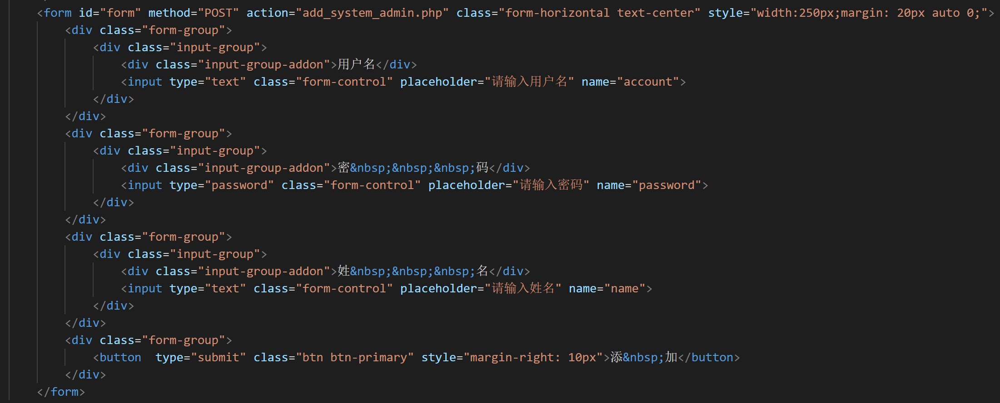 <form id="form" method="POST" action="add_system_admin.php" class="form-horizontal text-center" style="width:250px;margin: 20px auto 0;">
<div class="form-group">
<div class="input-group">
<div class="input-group-addon">用户名</div>
<input type="text" class="form-control" placeholder="请输入用户名" name="account">
</div>
</div>
<div class="form-group">
<div class="input-group">
<div class="input-group-addon">密&nbsp;&nbsp;&nbsp;码</div>
<input type="password" class="form-control" placeholder="请输入密码" name="password">
</div>
</div>
<div class="form-group">
<div class="input-group">
<div class="input-group-addon">姓&nbsp;&nbsp;&nbsp;名</div>
<input type="text" class="form-control" placeholder="请输入姓名" name="name">
</div>
</div>
<div class="form-group">
<button  type="submit" class="btn btn-primary" style="margin-right: 10px">添&nbsp;加</button>
</div>
</form>